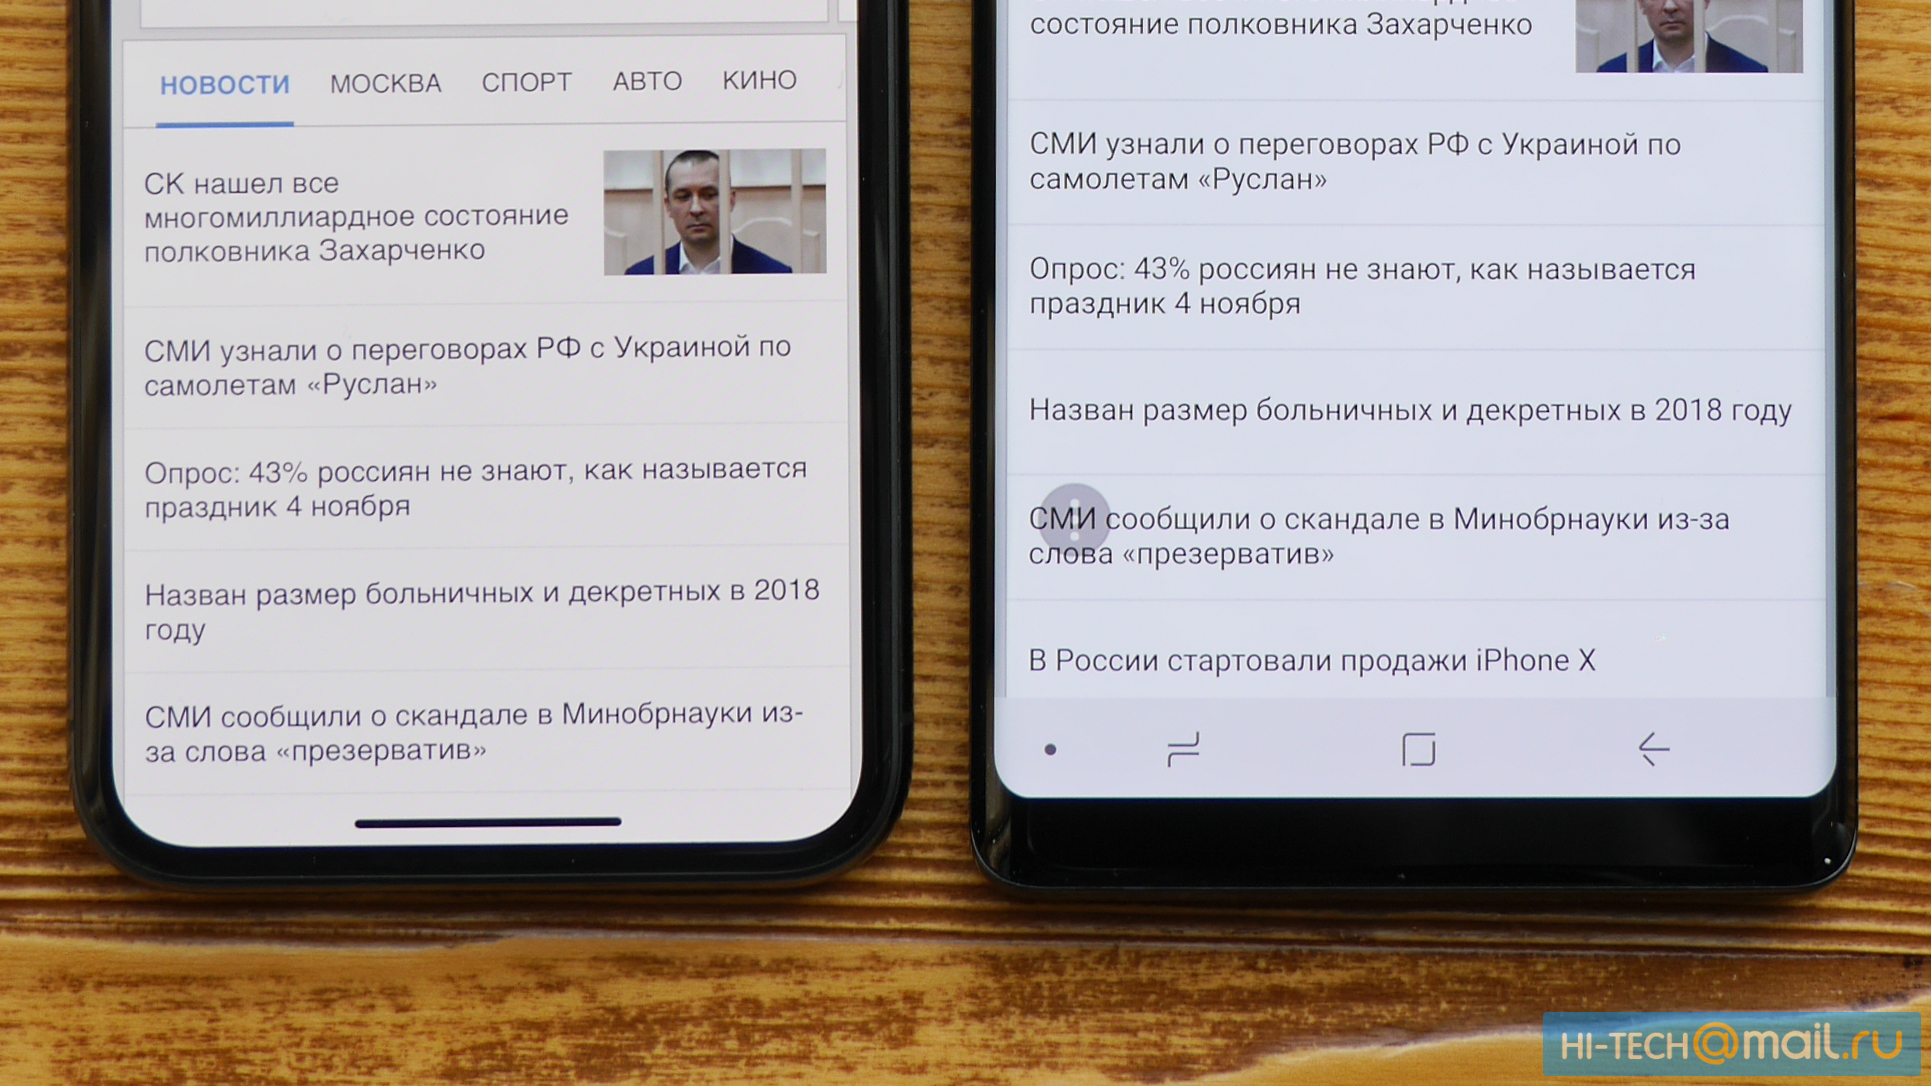 НОВОСТИ МОСКВА СПОРТ АВТО КИНО
СК нашел все
многомиллиардное состояние
полковника Захарченко
СМИ узнали о переговорах РФ с Украиной по
самолетам «Руслан»
Опрос: 43% россиян не знают, как называется
праздник 4 ноября
Назван размер больничных и декретных в 2018
году
СМИ сообщили о скандале в Минобрнауки из-
за слова «презерватив»
состояние полковника Захарченко
СМИ узнали о переговорах РФ с Украиной по
самолетам «Руслан»
Опрос: 43% россиян не знают, как называется
праздник 4 ноября
Назван размер больничных и декретных в 2018 году
СМИ сообщили о скандале в Минобрнауки из-за
слова «презерватив»
В России стартовали продажи iPhone X
HI-TECH@mail.ru